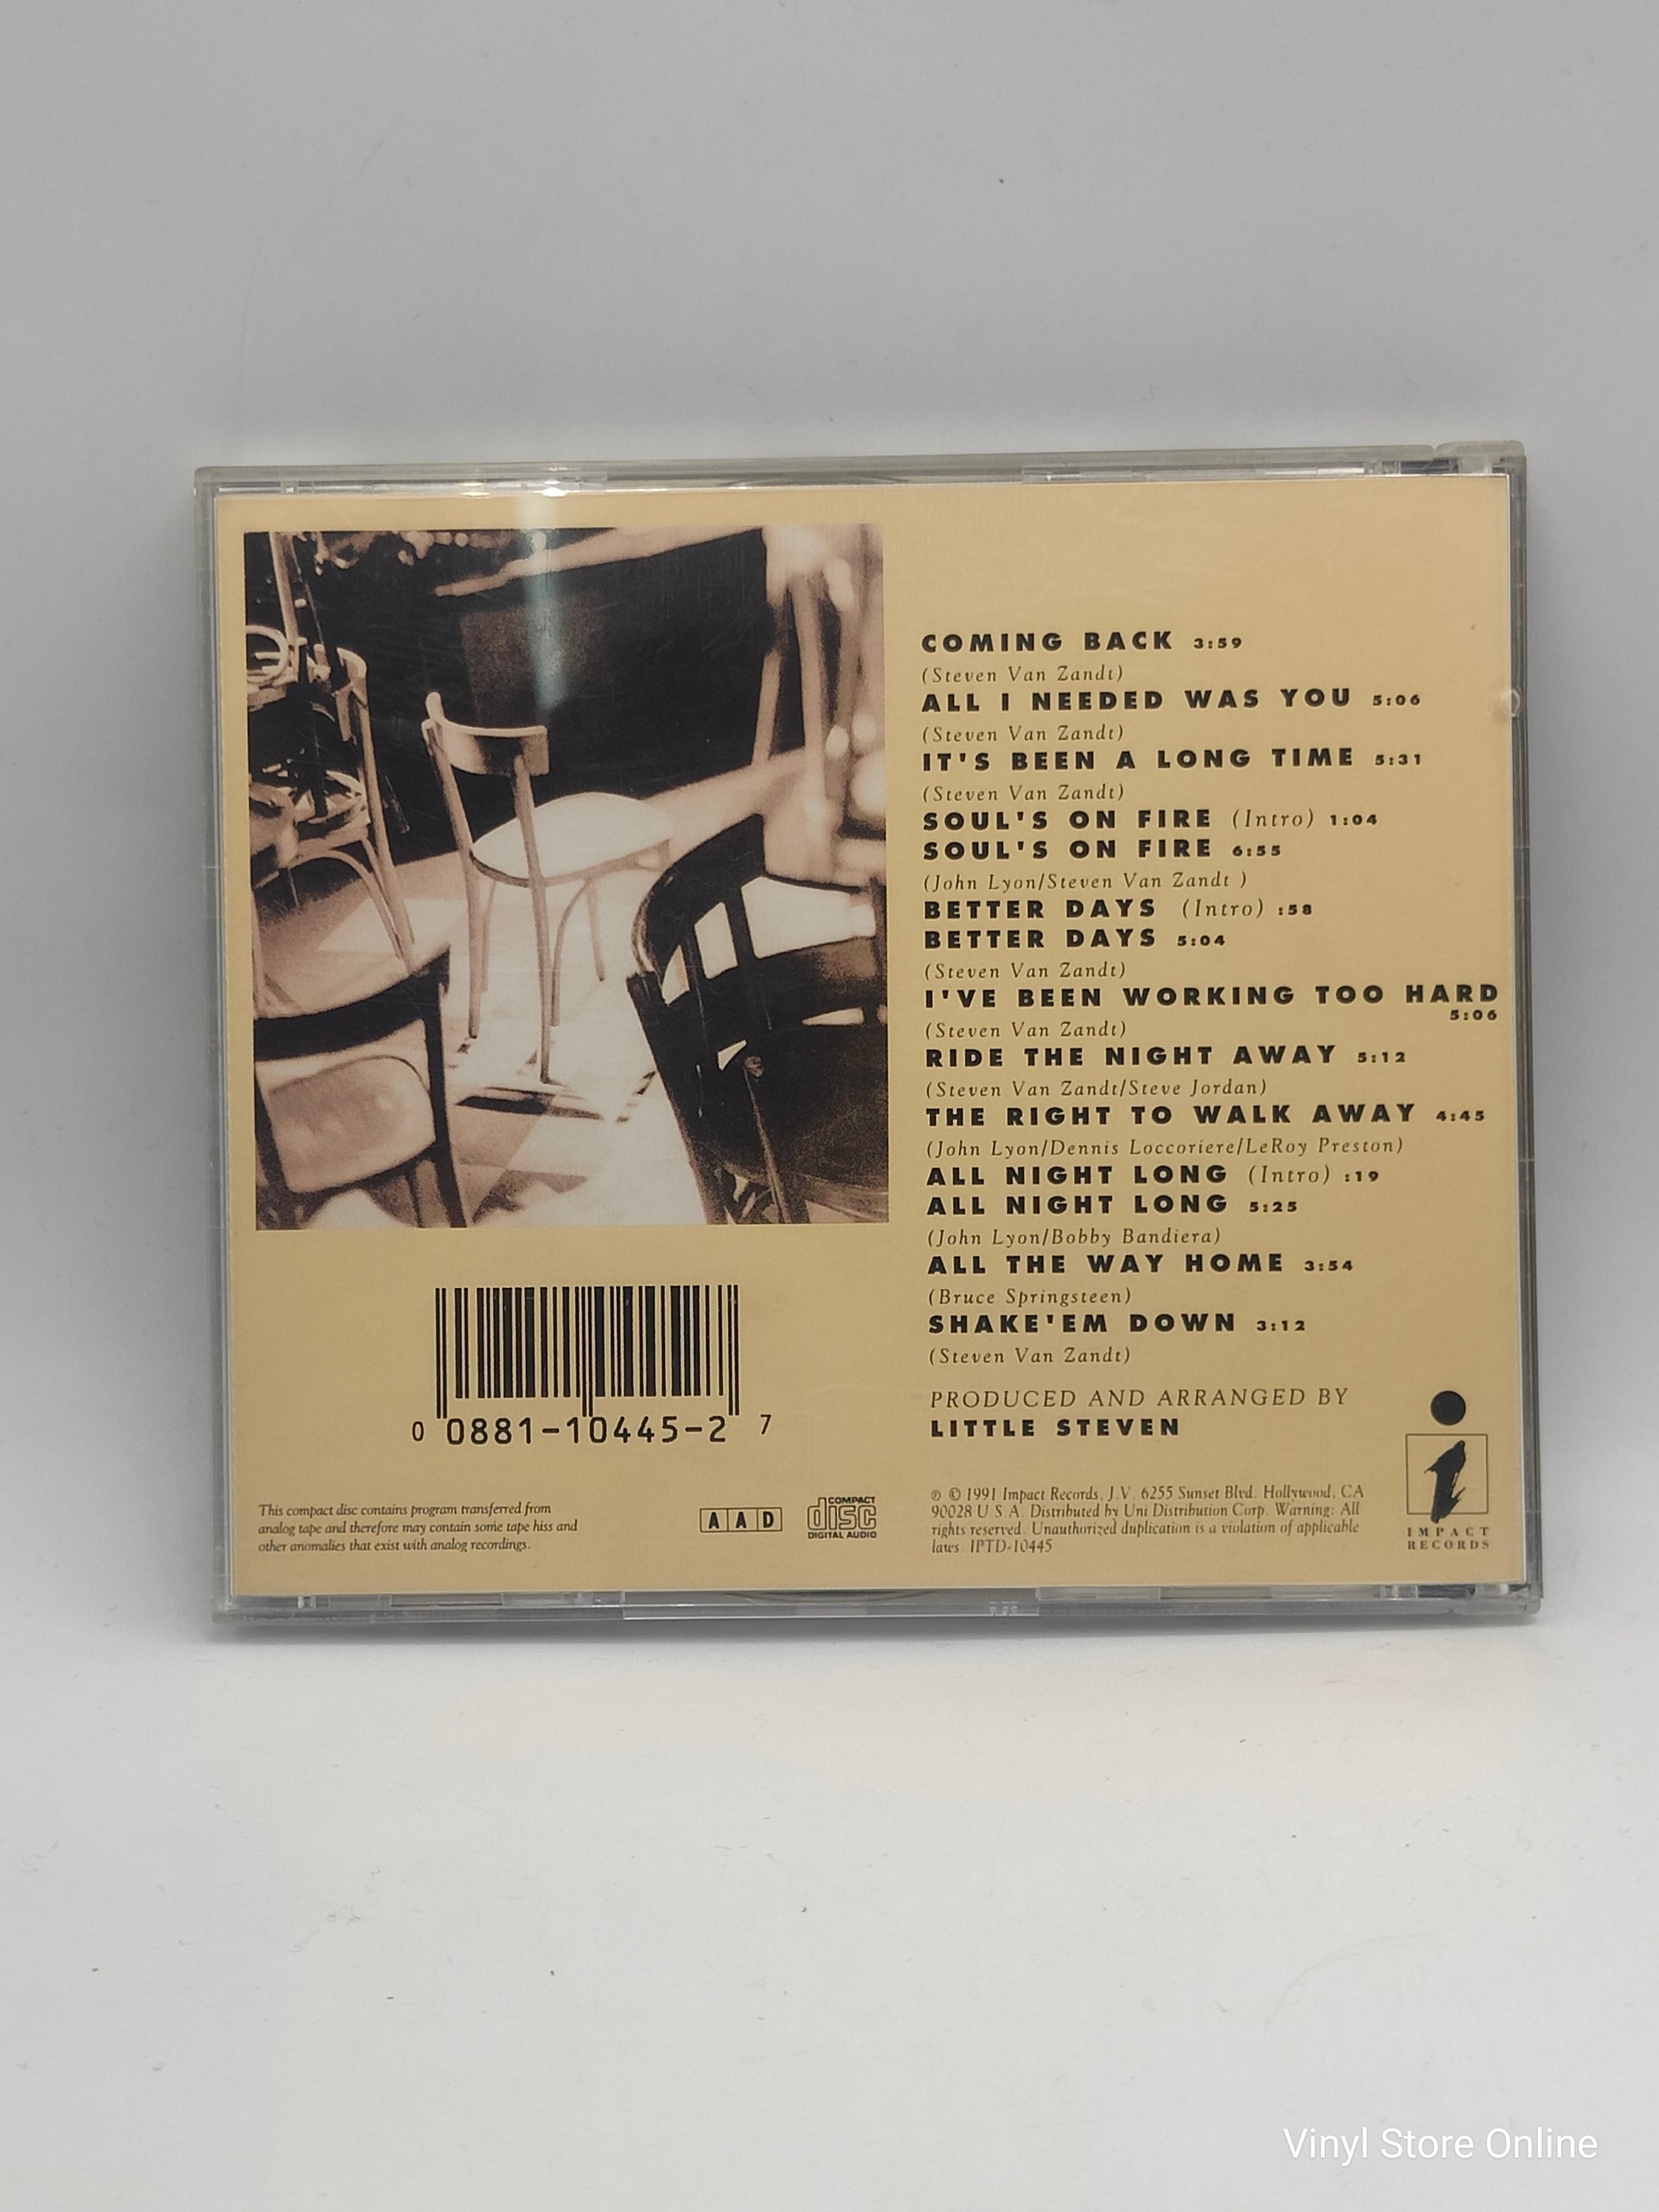 COMING BACK 3:59
(Steven Van Zandt)
ALL I NEEDED WAS YOU 5:06
(Steven Van Zandt)
IT'S BEEN A LONG TIME 5:31
(Steven Van Zandt)
SOUL'S ON FIRE (Intro) 1:04
SOUL'S ON FIRE 6:55
(John Lyon/Steven Van Zandt )
BETTER DAYS (Intro) :58
BETTER DAYS 5:04
(Steven Van Zandt)
I'VE BEEN WORKING TOO HARD
5:06
(Steven Van Zandt)
RIDE THE NIGHT AWAY 5:12
(Steven Van Zandt/Steve Jordan)
THE RIGHT TO WALK AWAY 4:45
(John Lyon/Dennis Loccoriere/LeRoy Preston)
ALL NIGHT LONG (Intro) :19
ALL NIGHT LONG 5:25
(John Lyon/Bobby Bandiera)
ALL THE WAY HOME 3:54
(Bruce Springsteen)
SHAKE'EM DOWN 3:12
(Steven Van Zandt)
PRODUCED AND ARRANGED BY
LITTLE STEVEN
0 0881-10445-2 7
This compact disc contains program transferred from
analog tape and therefore may contain some tape hiss and
other anomalies that exist with analog recordings.
A A D
COMPACT
disc
DIGITAL AUDIO
℗ © 1991 Impact Records, J.V. 6255 Sunset Blvd. Hollywood, CA
90028 U S A. Distributed by Uni Distribution Corp. Warning: All
rights reserved. Unauthorized duplication is a violation of applicable
laws. IPTD-10445
i
IMPACT
RECORDS
Vinyl Store Online